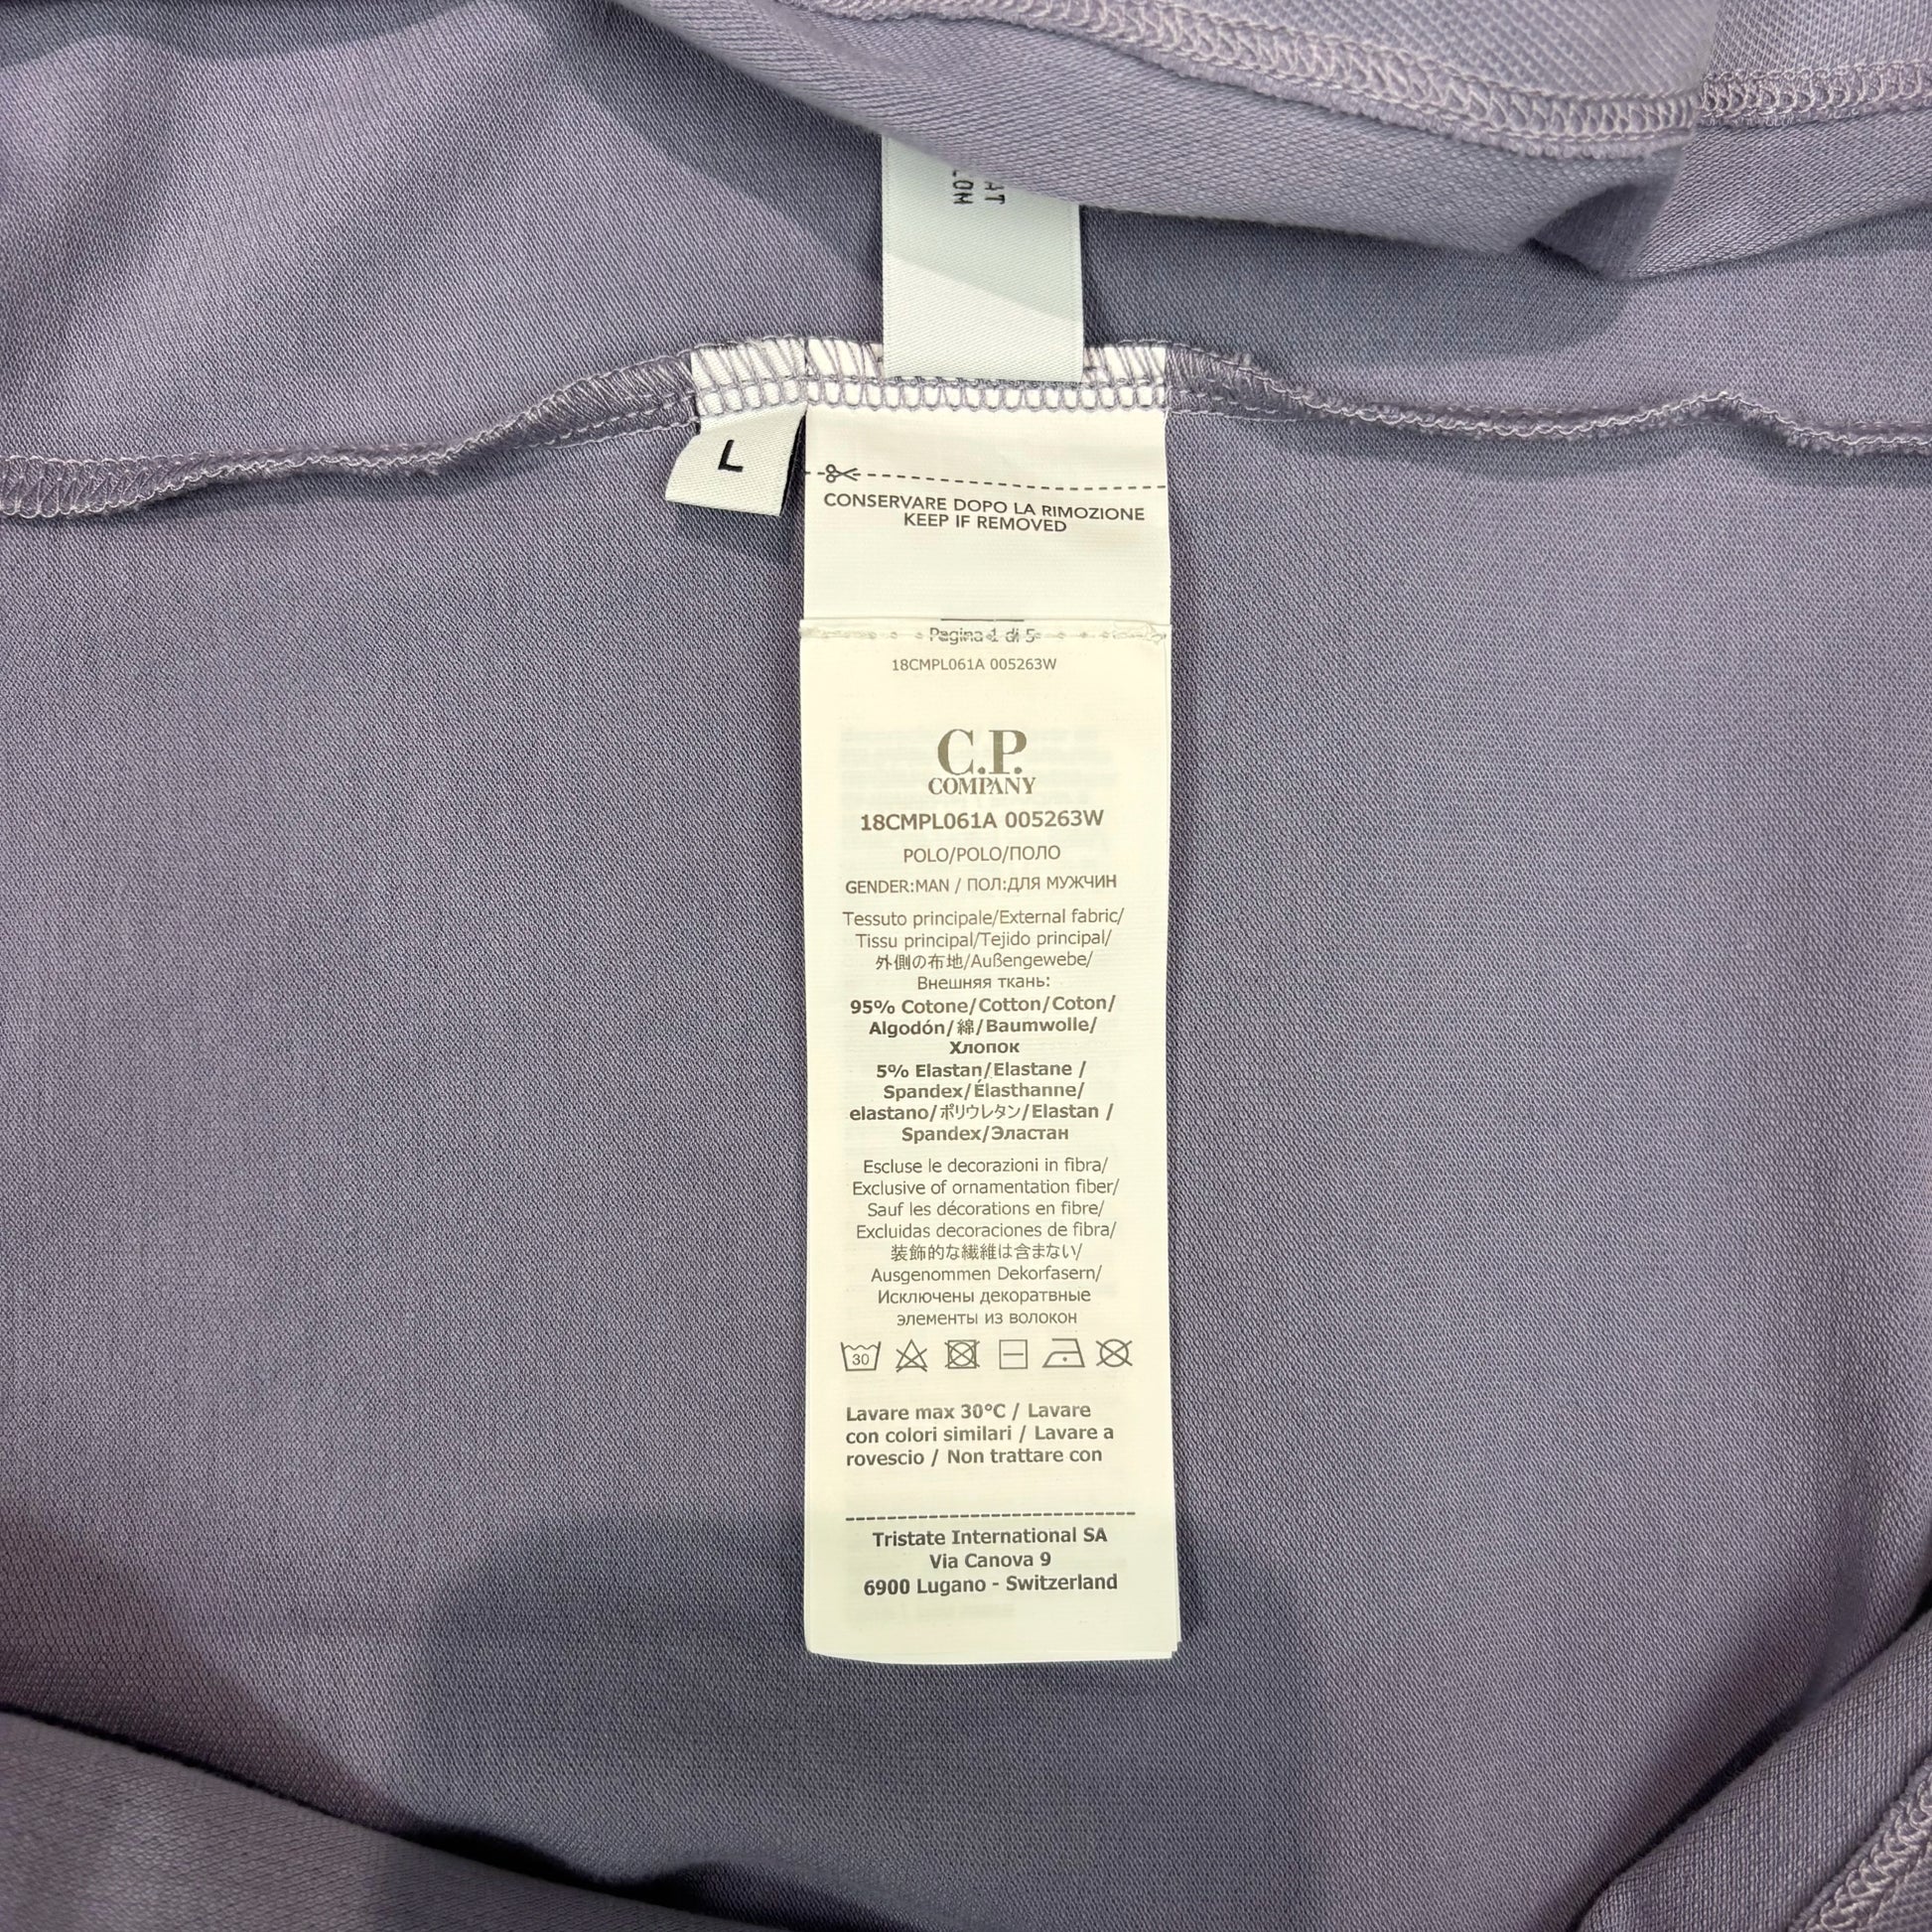 L
CONSERVARE DOPO LA RIMOZIONE
KEEP IF REMOVED
Pagina 1 di 5
18CMPL061A 005263W
C.P.
COMPANY
18CMPL061A 005263W
POLO/POLO/ПОЛО
GENDER:MAN / ПОЛ:ДЛЯ МУЖЧИН
Tessuto principale/External fabric/
Tissu principal/Tejido principal/
外側の布地/Außengewebe/
Внешняя ткань:
95% Cotone/Cotton/Coton/
Algodón/綿/Baumwolle/
Хлопок
5% Elastan/Elastane /
Spandex/Élasthanne/
elastano/ポリウレタン/Elastan /
Spandex/Эластан
Escluse le decorazioni in fibra/
Exclusive of ornamentation fiber/
Sauf les décorations en fibre/
Excluidas decoraciones de fibra/
装飾的な繊維は含まない/
Ausgenommen Dekorfasern/
Исключены декоратвные
элементы из волокон
30
Lavare max 30°C / Lavare
con colori similari / Lavare a
rovescio / Non trattare con
Tristate International SA
Via Canova 9
6900 Lugano - Switzerland